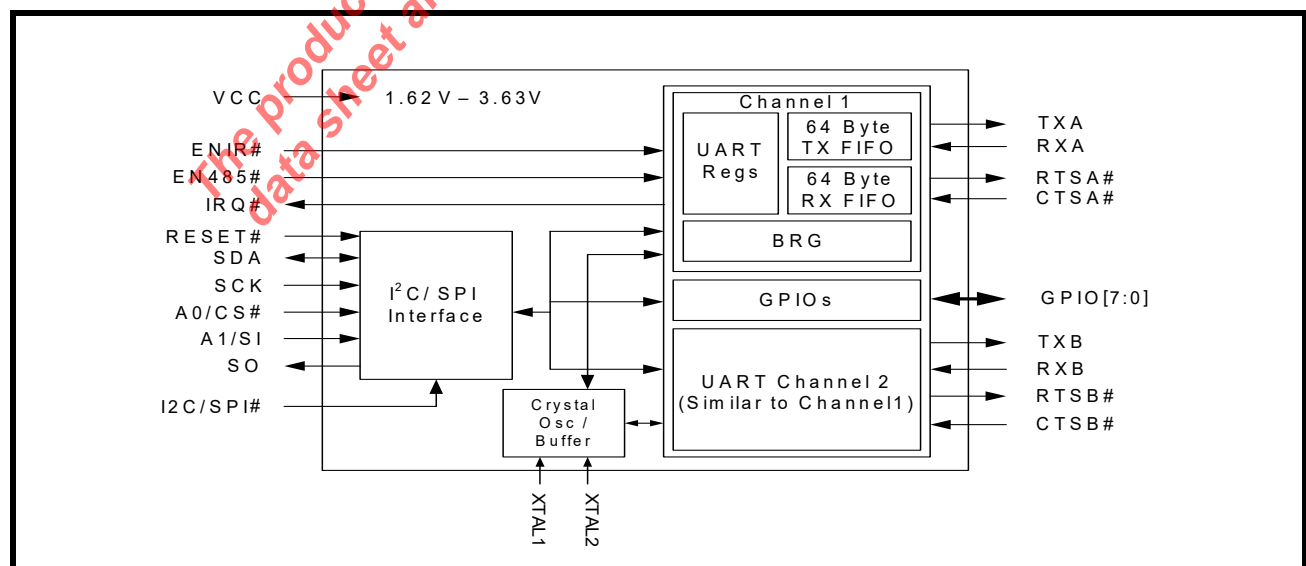 The produc
data sheet a
VCC
1.62 V – 3.63V
ENIR#
EN485#
IRQ#
RESET#
SDA
SCK
A0/CS#
A1/SI
SO
I2C/SPI#
I²C/ SPI
Interface
Crystal
Osc /
Buffer
XTAL1
XTAL2
Channel 1
UART
Regs
64 Byte
TX FIFO
64 Byte
RX FIFO
BRG
GPIOs
UART Channel 2
(Similar to Channel1)
TXA
RXA
RTSA#
CTSA#
GPIO[7:0]
TXB
RXB
RTSB#
CTSB#